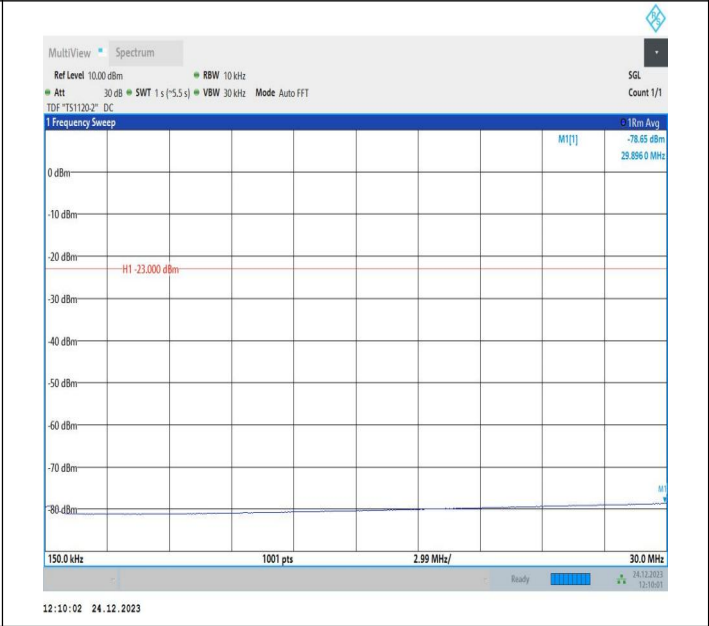 MultiView Spectrum
Ref Level 10.00 dBm RBW 10 kHz SGL
Att 30 dB SWT 1 s (~5.5 s) VBW 30 kHz Mode Auto FFT Count 1/1
TDF "TS1120-2" DC
1 Frequency Sweep 1Rm Avg
M1[1] -78.65 dBm
29.896 0 MHz
0 dBm
-10 dBm
-20 dBm
H1 -23.000 dBm
-30 dBm
-40 dBm
-50 dBm
-60 dBm
-70 dBm
M1
-80 dBm
150.0 kHz 1001 pts 2.99 MHz/ 30.0 MHz
Ready 24.12.2023
12:10:01
12:10:02 24.12.2023